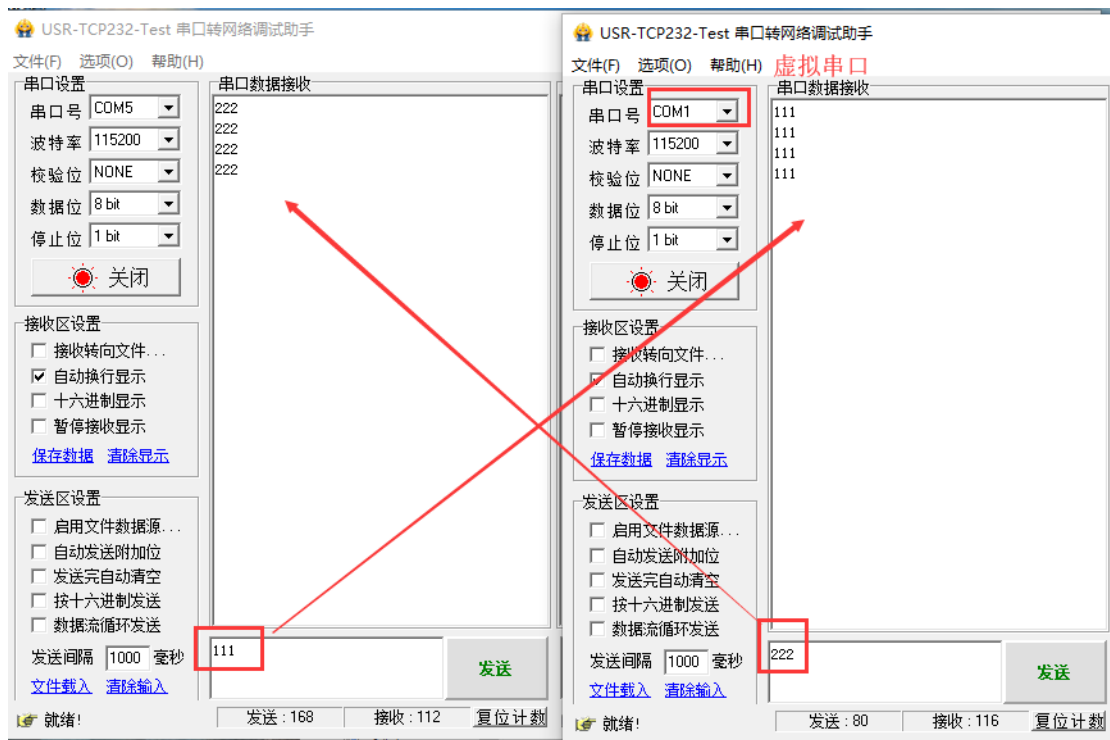 USR-TCP232-Test 串口转网络调试助手
文件(F) 选项(O) 帮助(H)
串口设置
串口号 COM5
波特率 115200
校验位 NONE
数据位 8 bit
停止位 1 bit
关闭
接收区设置
接收转向文件...
自动换行显示
十六进制显示
暂停接收显示
保存数据 清除显示
发送区设置
启用文件数据源...
自动发送附加位
发送完自动清空
按十六进制发送
数据流循环发送
发送间隔 1000 毫秒
文件载入 清除输入
串口数据接收
222
222
222
222
111
发送
就绪!
发送:168
接收:112
复位计数
USR-TCP232-Test 串口转网络调试助手
文件(F) 选项(O) 帮助(H)
虚拟串口
串口设置
串口号 COM1
波特率 115200
校验位 NONE
数据位 8 bit
停止位 1 bit
关闭
接收区设置
接收转向文件...
自动换行显示
十六进制显示
暂停接收显示
保存数据 清除显示
发送区设置
启用文件数据源...
自动发送附加位
发送完自动清空
按十六进制发送
数据流循环发送
发送间隔 1000 毫秒
文件载入 清除输入
串口数据接收
111
111
111
111
222
发送
就绪!
发送:80
接收:116
复位计数